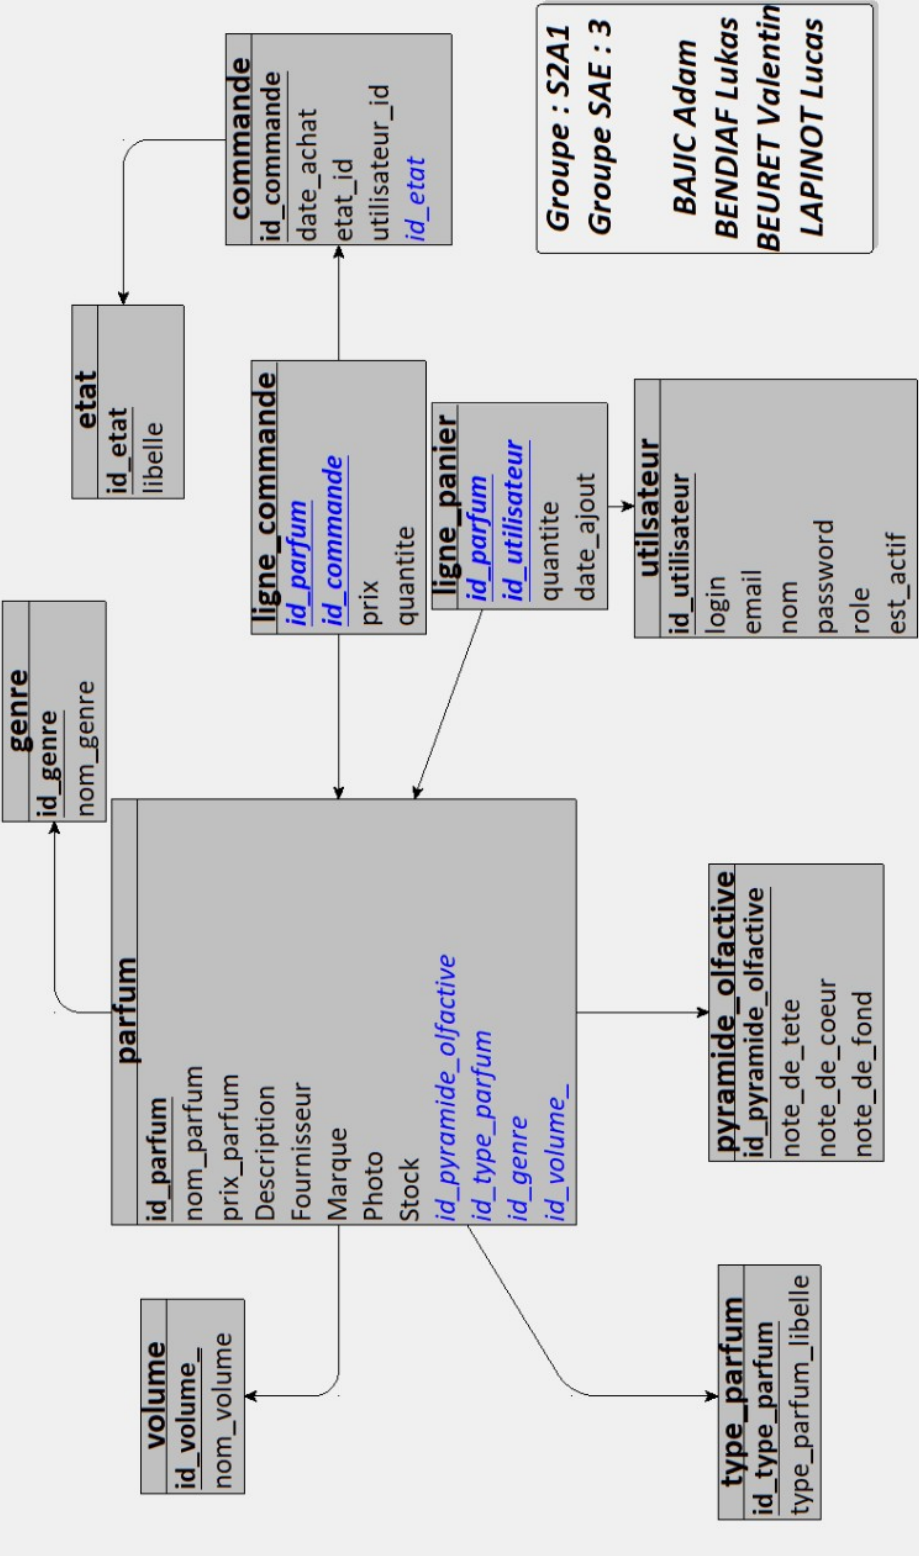 volume
id_volume_
nom_volume
type_parfum
id_type_parfum
type_parfum_libelle
parfum
id_parfum
nom_parfum
prix_parfum
Description
Fournisseur
Marque
Photo
Stock
id_pyramide_olfactive
id_type_parfum
id_genre
id_volume_
pyramide_olfactive
id_pyramide_olfactive
note_de_tete
note_de_coeur
note_de_fond
genre
id_genre
nom_genre
ligne_commande
id_parfum
id_commande
prix
quantite
ligne_panier
id_parfum
id_utilisateur
quantite
date_ajout
utilsateur
id_utilisateur
login
email
nom
password
role
est_actif
etat
id_etat
libelle
commande
id_commande
date_achat
etat_id
utilisateur_id
id_etat
Groupe : S2A1
Groupe SAE : 3
BAJIC Adam
BENDIAF Lukas
BEURET Valentin
LAPINOT Lucas